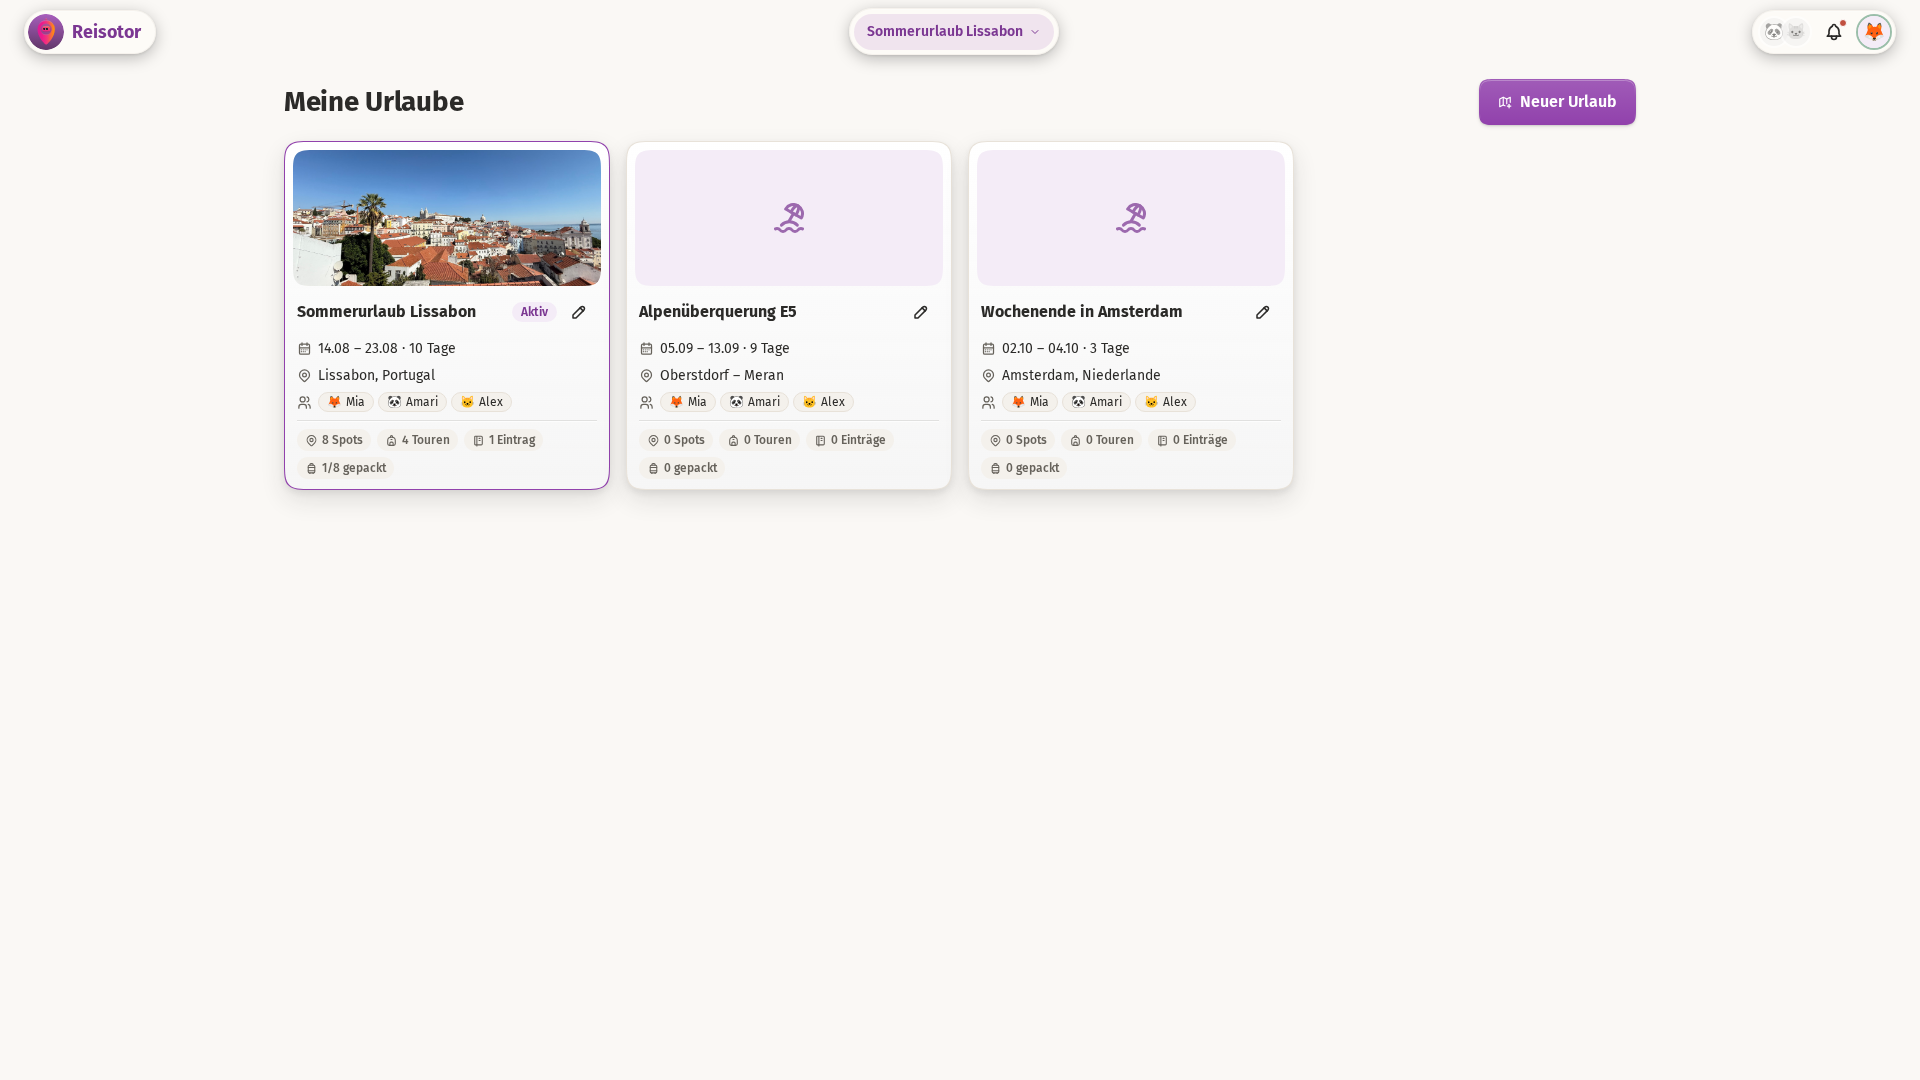 Reisotor
Sommerurlaub Lissabon
Meine Urlaube
Neuer Urlaub
Sommerurlaub Lissabon
Aktiv
14.08 – 23.08 · 10 Tage
Lissabon, Portugal
Mia
Amari
Alex
8 Spots
4 Touren
1 Eintrag
1/8 gepackt
Alpenüberquerung E5
05.09 – 13.09 · 9 Tage
Oberstdorf – Meran
Mia
Amari
Alex
0 Spots
0 Touren
0 Einträge
0 gepackt
Wochenende in Amsterdam
02.10 – 04.10 · 3 Tage
Amsterdam, Niederlande
Mia
Amari
Alex
0 Spots
0 Touren
0 Einträge
0 gepackt